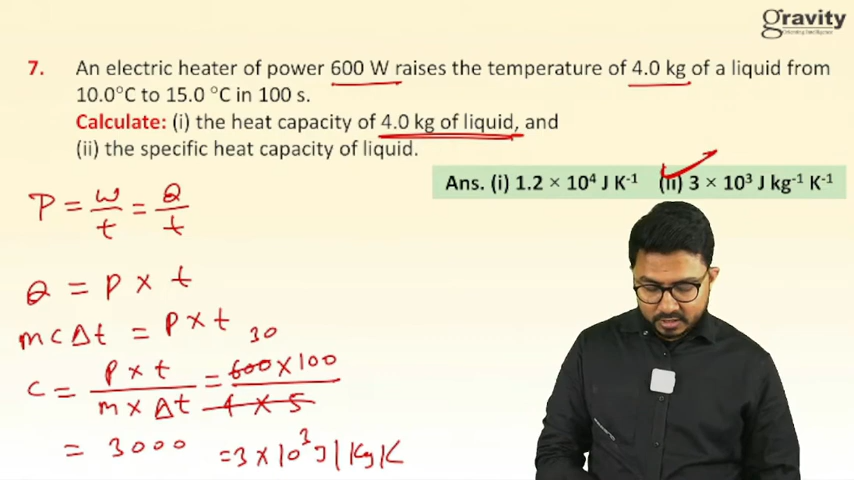 gravity
7. An electric heater of power 600 W raises the temperature of 4.0 kg of a liquid from
10.0°C to 15.0 °C in 100 s.
Calculate: (i) the heat capacity of 4.0 kg of liquid, and
(ii) the specific heat capacity of liquid.
Ans. (i) 1.2 × 10⁴ J K⁻¹ (ii) 3 × 10³ J kg⁻¹ K⁻¹
P = W/t = Q/t
Q = P × t
mcΔt = P × t
30
c = P × t / m × Δt = 600 × 100 / 4 × 5
= 3000 = 3 × 10³ J/kg K